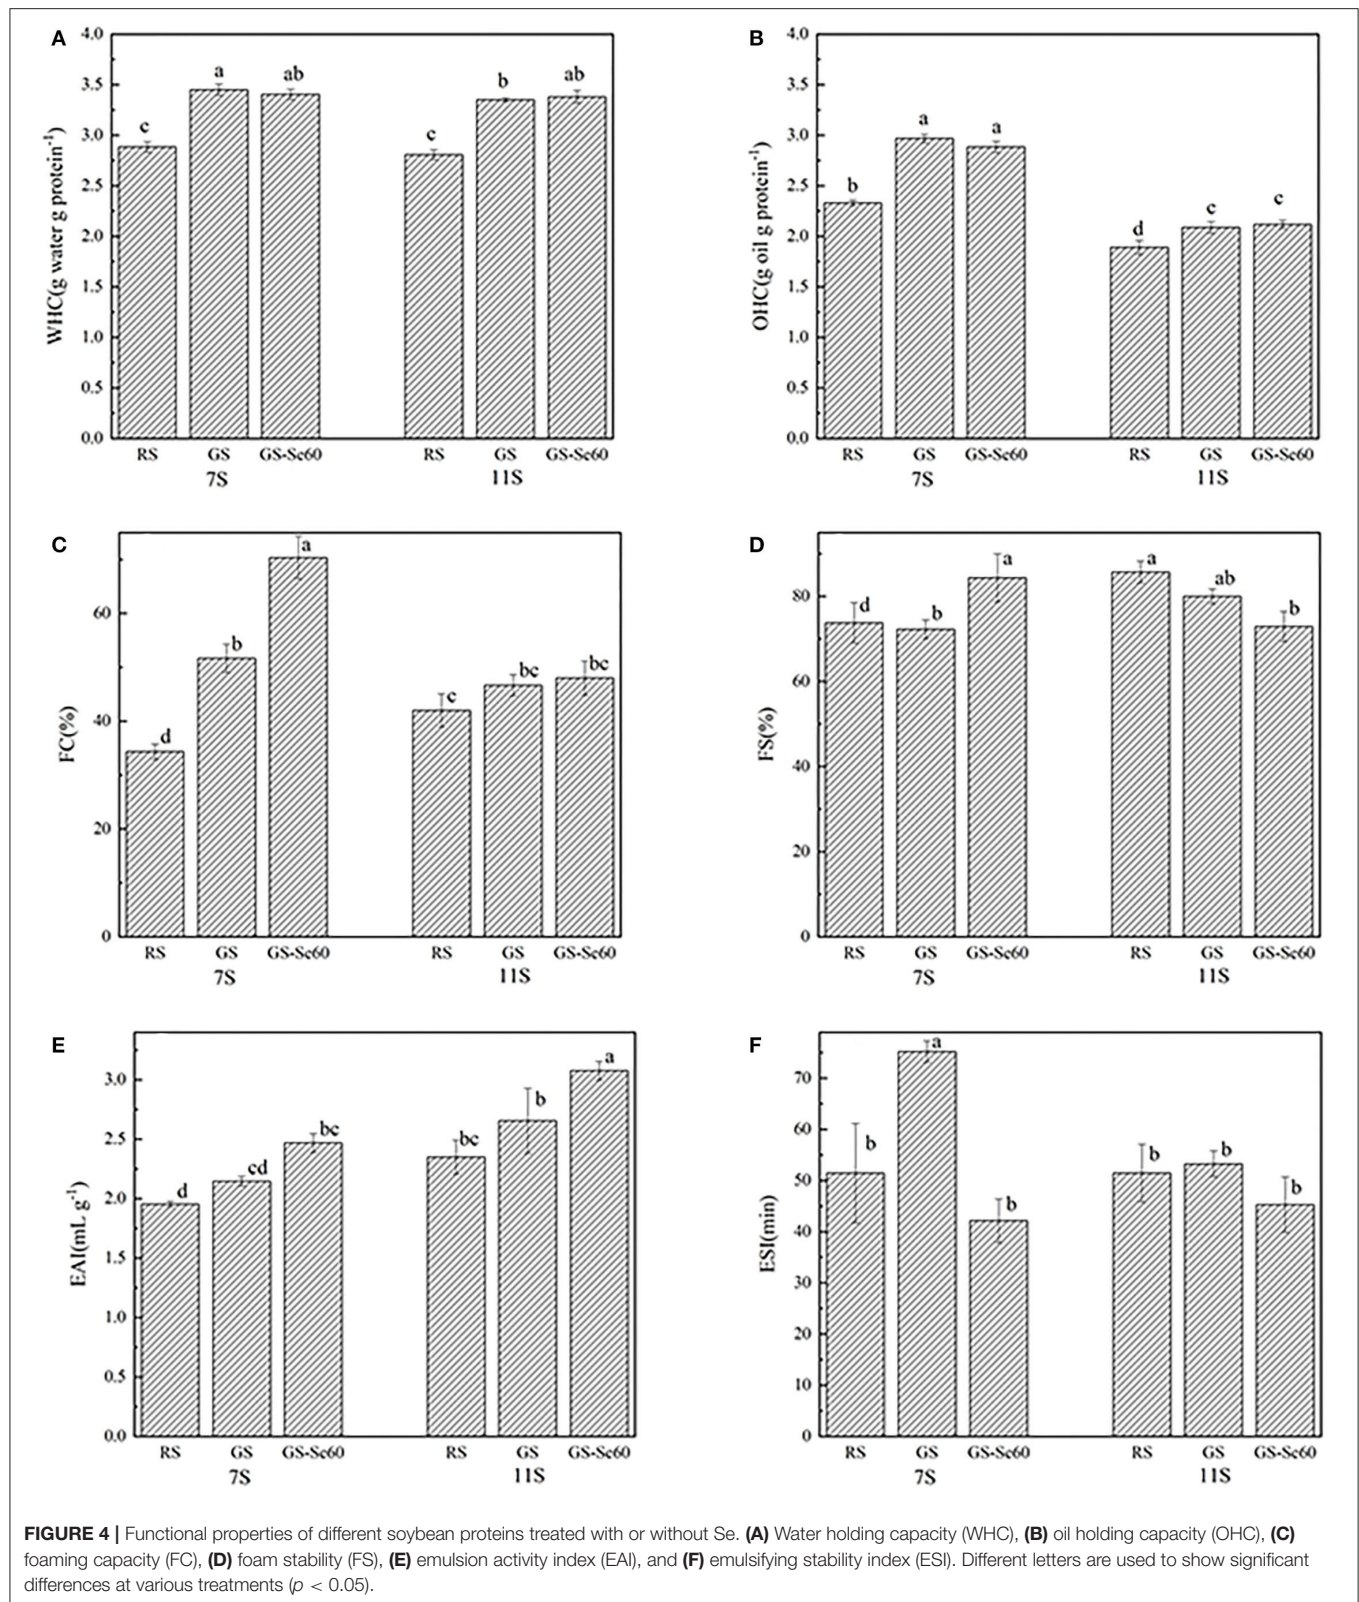 A
4.0
3.5
3.0
2.5
2.0
1.5
1.0
0.5
0.0
WHC(g water g protein-1)
c
a
ab
c
b
ab
RS GS GS-Se60 RS GS GS-Se60
7S 11S
B
4.0
3.5
3.0
2.5
2.0
1.5
1.0
0.5
0.0
OHC(g oil g protein-1)
b
a
a
d
c
c
RS GS GS-Se60 RS GS GS-Se60
7S 11S
C
60
40
20
0
FC(%)
d
b
a
c
bc
bc
RS GS GS-Se60 RS GS GS-Se60
7S 11S
D
80
60
40
20
0
FS(%)
d
b
a
a
ab
b
RS GS GS-Se60 RS GS GS-Se60
7S 11S
E
3.0
2.5
2.0
1.5
1.0
0.5
0.0
EAI(mL g-1)
d
cd
bc
bc
b
a
RS GS GS-Se60 RS GS GS-Se60
7S 11S
F
70
60
50
40
30
20
10
0
ESI(min)
b
a
b
b
b
b
RS GS GS-Se60 RS GS GS-Se60
7S 11S
FIGURE 4 | Functional properties of different soybean proteins treated with or without Se. (A) Water holding capacity (WHC), (B) oil holding capacity (OHC), (C)
foaming capacity (FC), (D) foam stability (FS), (E) emulsion activity index (EAI), and (F) emulsifying stability index (ESI). Different letters are used to show significant
differences at various treatments (p < 0.05).